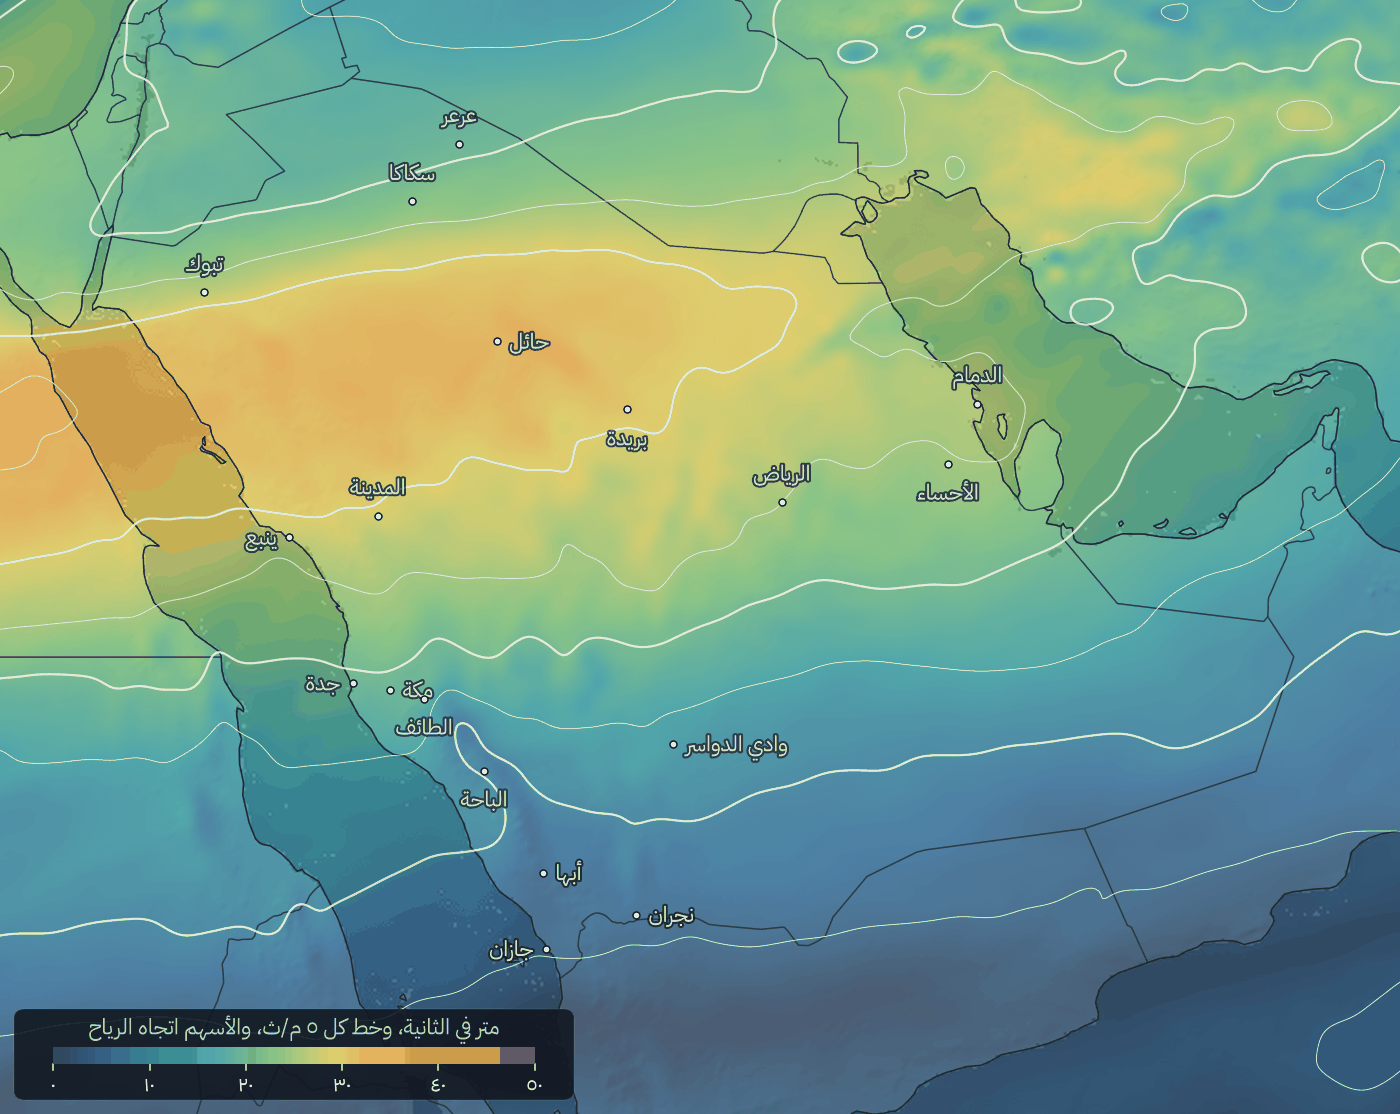 عرعر
سكاكا
تبوك
حائل
الدمام
بريدة
الرياض
المدينة
الأحساء
ينبع
جدة
مكة
الطائف
وادي الدواسر
الباحة
أبها
نجران
جازان
متر في الثانية، وخط كل ٥ م/ث، والأسهم اتجاه الرياح
٠ ١٠ ٢٠ ٣٠ ٤٠ ٥٠